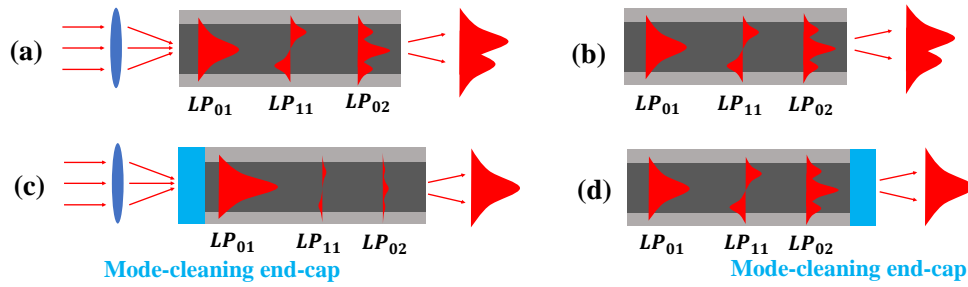 (a)
LP₀₁ LP₁₁ LP₀₂
(b)
LP₀₁ LP₁₁ LP₀₂
(c)
LP₀₁ LP₁₁ LP₀₂
Mode-cleaning end-cap
(d)
LP₀₁ LP₁₁ LP₀₂
Mode-cleaning end-cap